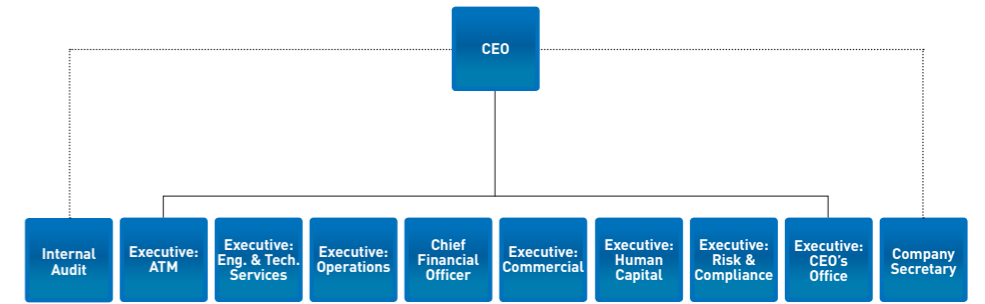 CEO
Internal
Audit
Executive:
ATM
Executive:
Eng. & Tech.
Services
Executive:
Operations
Chief
Financial
Officer
Executive:
Commercial
Executive:
Human
Capital
Executive:
Risk &
Compliance
Executive:
CEO's
Office
Company
Secretary